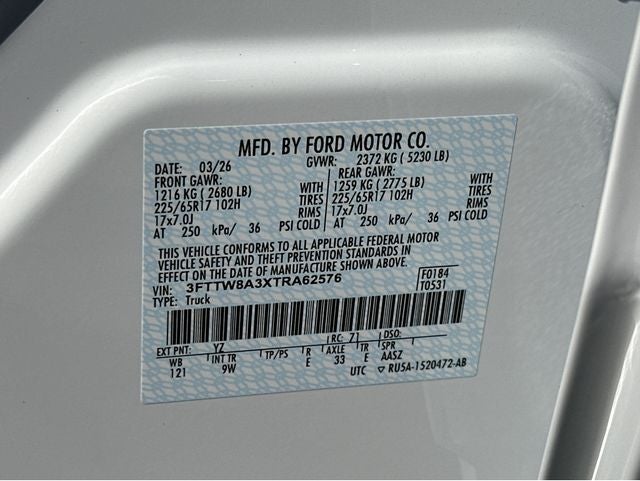 MFD. BY FORD MOTOR CO.
DATE: 03/26 GVWR: 2372 KG ( 5230 LB)
FRONT GAWR: REAR GAWR:
1216 KG ( 2680 LB) WITH 1259 KG ( 2775 LB) WITH
225/65R17 102H TIRES 225/65R17 102H TIRES
17x7.0J RIMS 17x7.0J RIMS
AT 250 kPa/ 36 PSI COLD AT 250 kPa/ 36 PSI COLD
THIS VEHICLE CONFORMS TO ALL APPLICABLE FEDERAL MOTOR
VEHICLE SAFETY AND THEFT PREVENTION STANDARDS IN
EFFECT ON THE DATE OF MANUFACTURE SHOWN ABOVE.
VIN: 3FTTW8A3XTRA62576 F0184
TYPE: Truck T0531
EXT PNT: YZ RC: 71 DSO:
WB INT TR TP/PS R AXLE TR SPR
121 9W E 33 E AASZ
UTC ▽ RU5A-1520472-AB